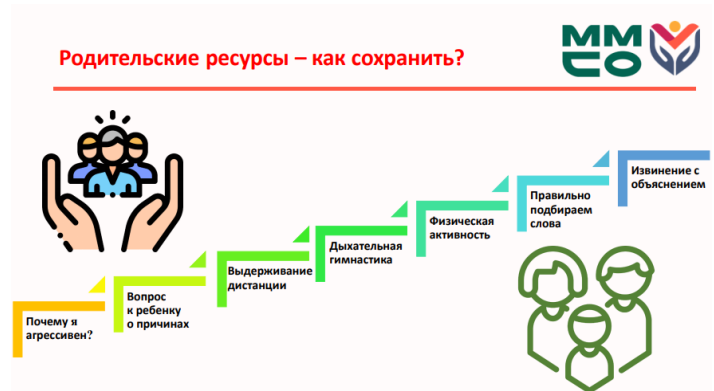 Родительские ресурсы – как сохранить?
ММ
СО
Почему я
агрессивен?
Вопрос
к ребенку
о причинах
Выдерживание
дистанции
Дыхательная
гимнастика
Физическая
активность
Правильно
подбираем
слова
Извинение с
объяснением